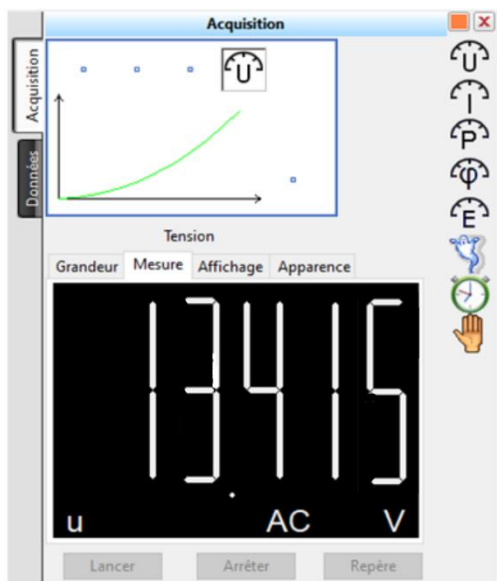 Acquisition
Acquisition
Données
U
U
I
P
φ
E
Tension
Grandeur Mesure Affichage Apparence
13.415
u AC V
Lancer Arrêter Repère